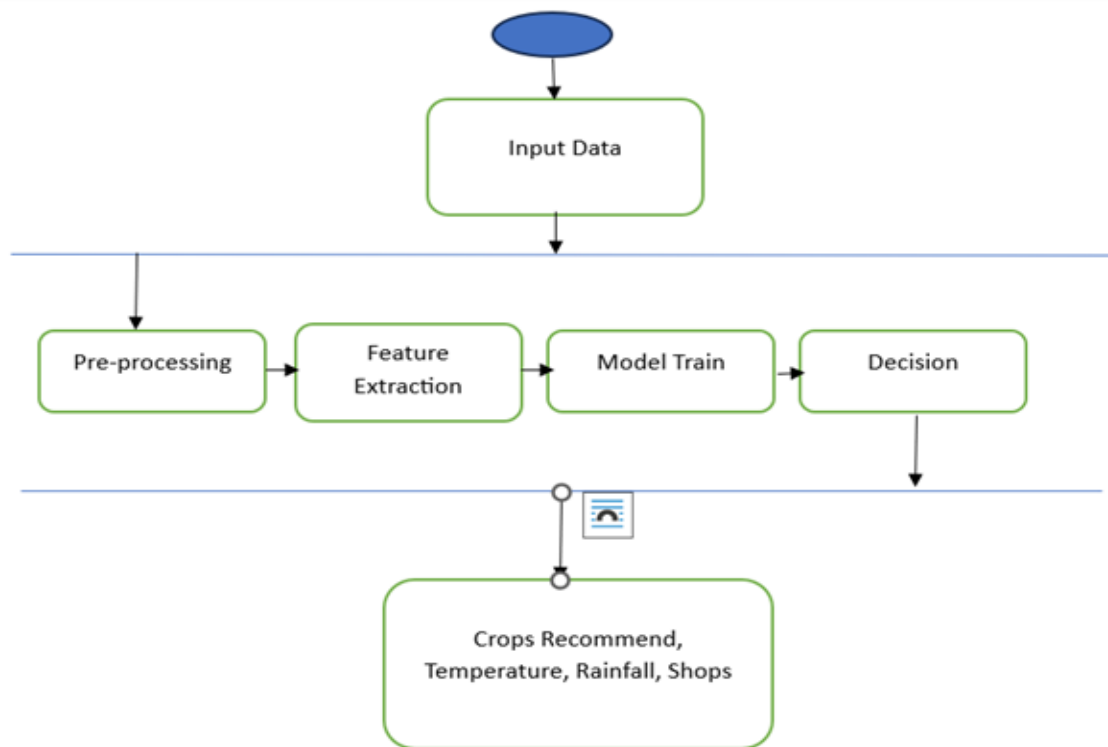 Input Data
Pre-processing
Feature
Extraction
Model Train
Decision
Crops Recommend,
Temperature, Rainfall, Shops